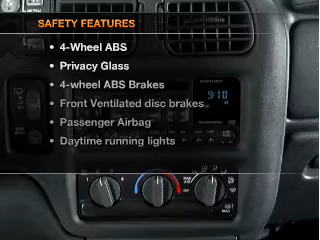 SAFETY FEATURES
• 4-Wheel ABS
• Privacy Glass
• 4-wheel ABS Brakes
• Front Ventilated disc brakes
• Passenger Airbag
• Daytime running lights
9:10